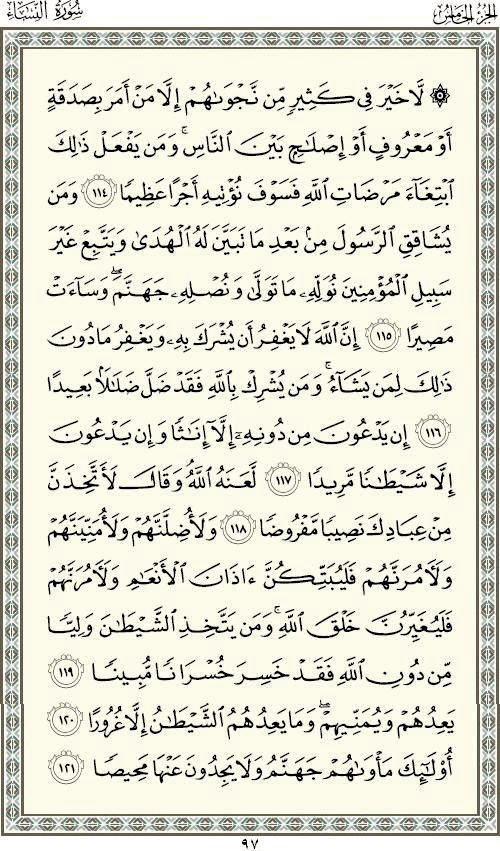 الجزء الخامس
سورة النساء
۞ لَّا خَيْرَ فِي كَثِيرٍ مِّن نَّجْوَىٰهُمْ إِلَّا مَنْ أَمَرَ بِصَدَقَةٍ
أَوْ مَعْرُوفٍ أَوْ إِصْلَٰحٍۭ بَيْنَ ٱلنَّاسِ ۚ وَمَن يَفْعَلْ ذَٰلِكَ
ٱبْتِغَآءَ مَرْضَاتِ ٱللَّهِ فَسَوْفَ نُؤْتِيهِ أَجْرًا عَظِيمًا ١١٤ وَمَن
يُشَاقِقِ ٱلرَّسُولَ مِنۢ بَعْدِ مَا تَبَيَّنَ لَهُ ٱلْهُدَىٰ وَيَتَّبِعْ غَيْرَ
سَبِيلِ ٱلْمُؤْمِنِينَ نُوَلِّهِۦ مَا تَوَلَّىٰ وَنُصْلِهِۦ جَهَنَّمَ ۖ وَسَآءَتْ
مَصِيرًا ١١٥ إِنَّ ٱللَّهَ لَا يَغْفِرُ أَن يُشْرَكَ بِهِۦ وَيَغْفِرُ مَا دُونَ
ذَٰلِكَ لِمَن يَشَآءُ ۚ وَمَن يُشْرِكْ بِٱللَّهِ فَقَدْ ضَلَّ ضَلَٰلًۢا بَعِيدًا
١١٦ إِن يَدْعُونَ مِن دُونِهِۦٓ إِلَّآ إِنَٰثًا وَإِن يَدْعُونَ
إِلَّا شَيْطَٰنًا مَّرِيدًا ١١٧ لَّعَنَهُ ٱللَّهُ ۘ وَقَالَ لَأَتَّخِذَنَّ
مِنْ عِبَادِكَ نَصِيبًا مَّفْرُوضًا ١١٨ وَلَأُضِلَّنَّهُمْ وَلَأُمَنِّيَنَّهُمْ
وَلَءَامُرَنَّهُمْ فَلَيُبَتِّكُنَّ ءَاذَانَ ٱلْأَنْعَٰمِ وَلَءَامُرَنَّهُمْ
فَلَيُغَيِّرُنَّ خَلْقَ ٱللَّهِ ۚ وَمَن يَتَّخِذِ ٱلشَّيْطَٰنَ وَلِيًّا
مِّن دُونِ ٱللَّهِ فَقَدْ خَسِرَ خُسْرَانًا مُّبِينًا ١١٩
يَعِدُهُمْ وَيُمَنِّيهِمْ ۖ وَمَا يَعِدُهُمُ ٱلشَّيْطَٰنُ إِلَّا غُرُورًا ١٢٠
أُو۟لَٰٓئِكَ مَأْوَىٰهُمْ جَهَنَّمُ وَلَا يَجِدُونَ عَنْهَا مَحِيصًا ١٢١
٩٧